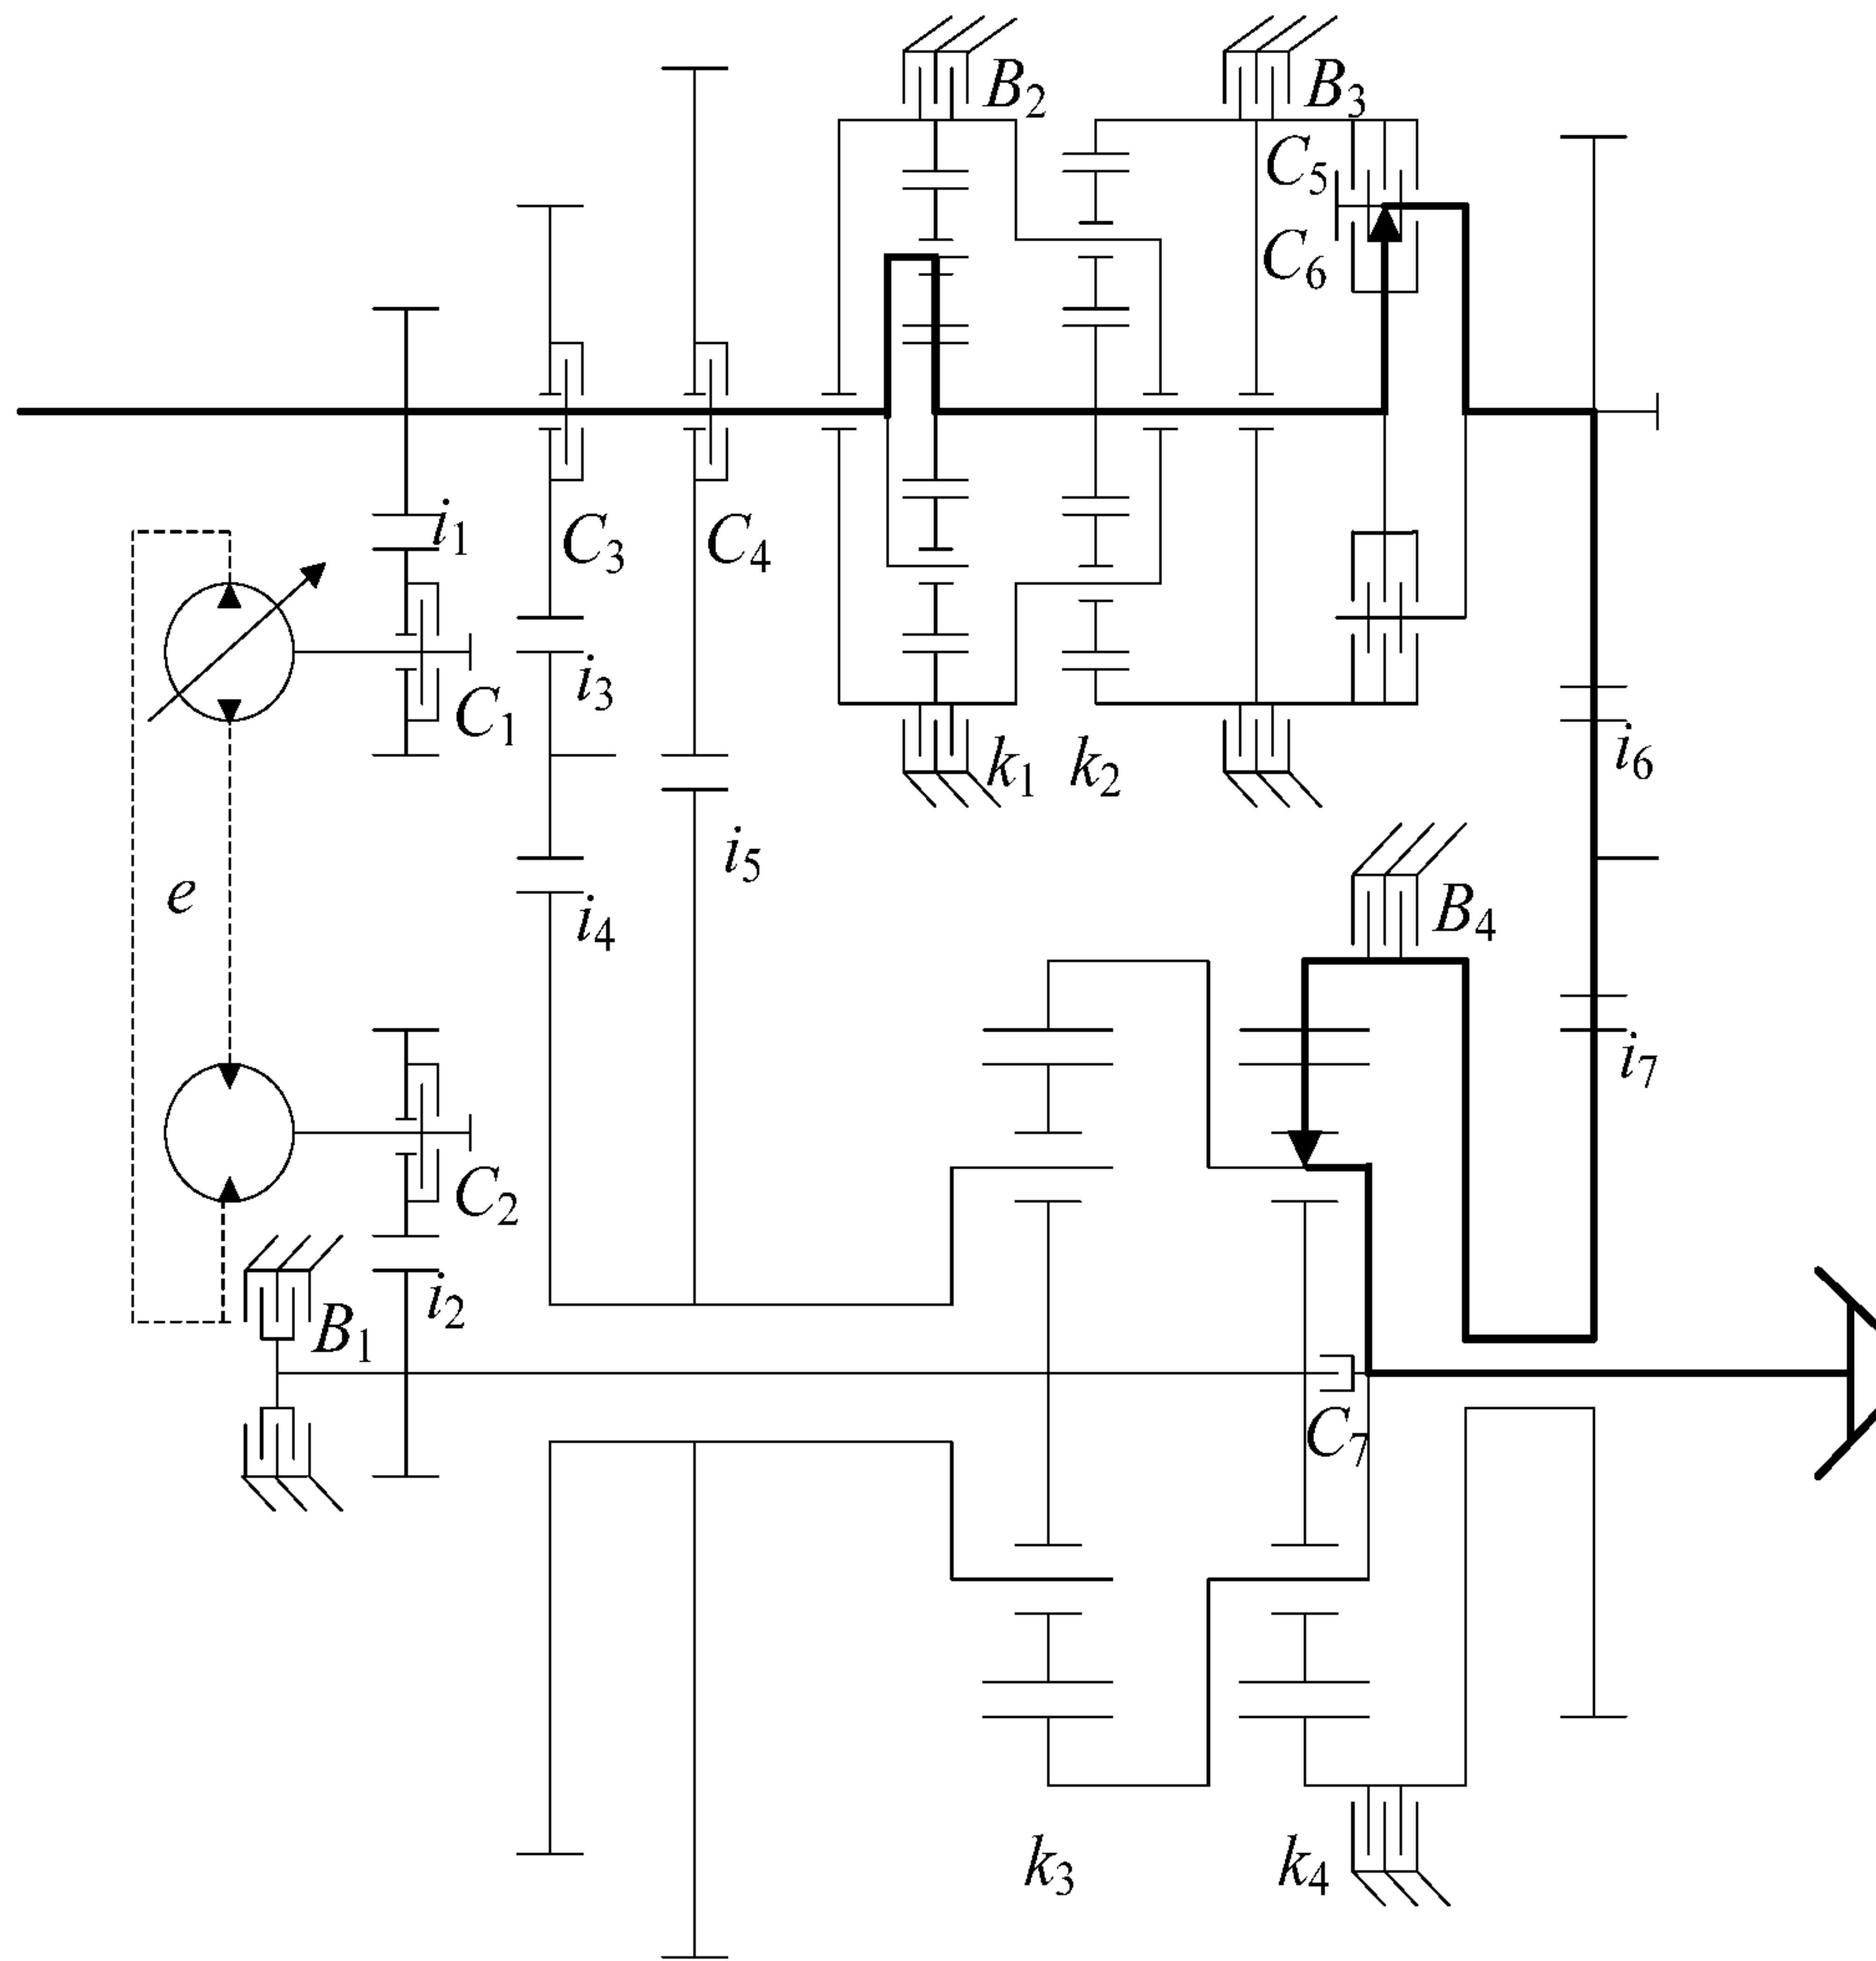 B₂
B₃
C₅
C₆
i₁
C₃
C₄
i₃
C₁
k₁
k₂
i₆
i₅
e
i₄
B₄
i₇
C₂
i₂
B₁
C₇
k₃
k₄